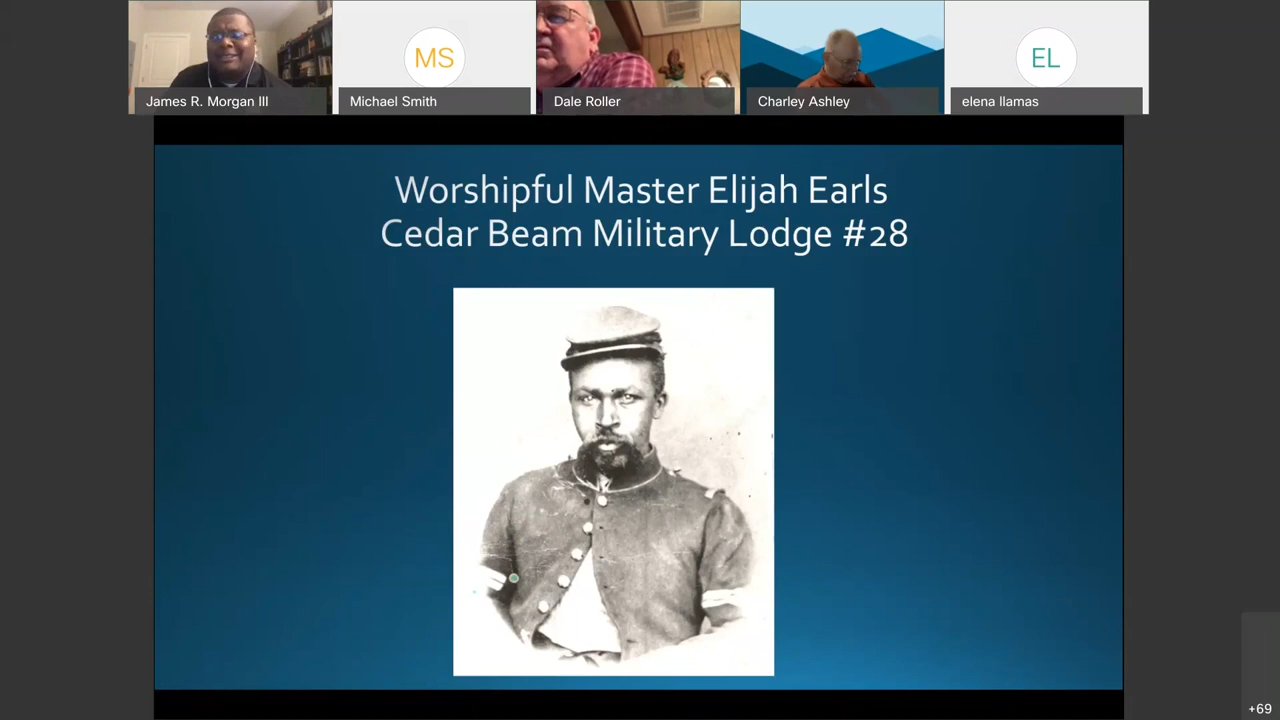 James R. Morgan III
MS
Michael Smith
Dale Roller
Charley Ashley
EL
elena llamas
Worshipful Master Elijah Earls
Cedar Beam Military Lodge #28
+69